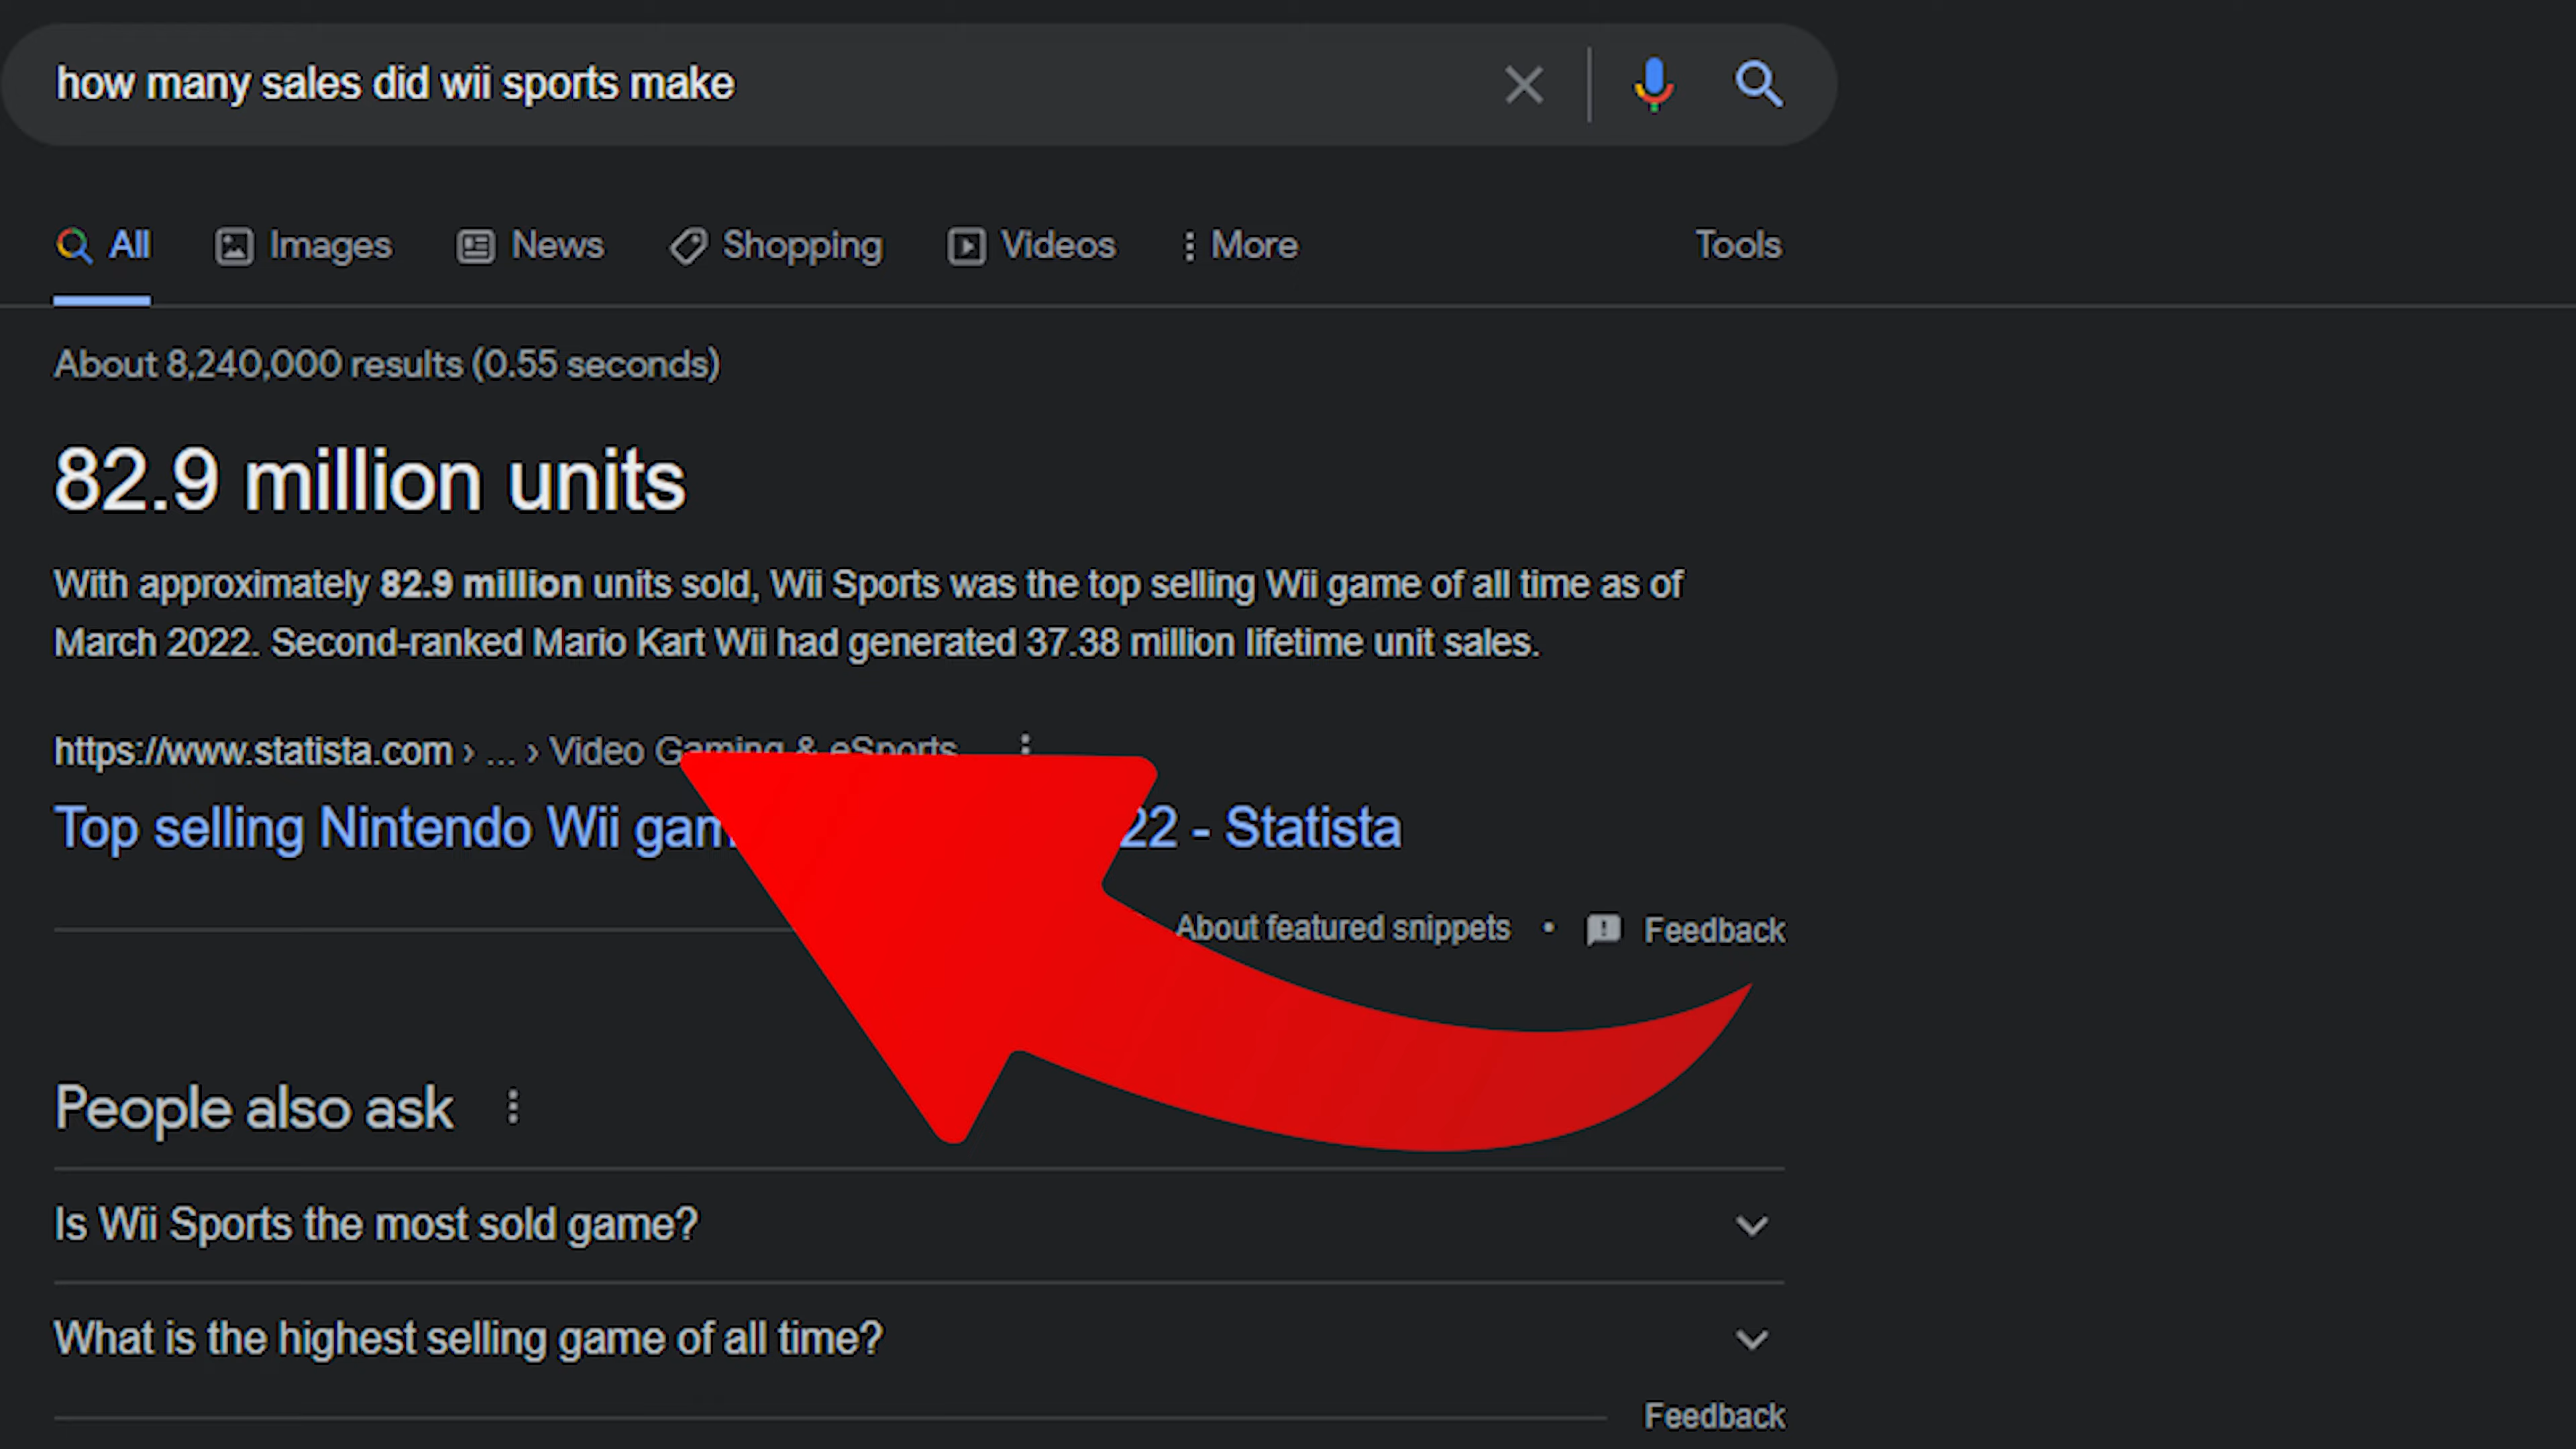 how many sales did wii sports make
All Images News Shopping Videos More Tools
About 8,240,000 results (0.55 seconds)
82.9 million units
With approximately 82.9 million units sold, Wii Sports was the top selling Wii game of all time as of
March 2022. Second-ranked Mario Kart Wii had generated 37.38 million lifetime unit sales.
https://www.statista.com › ... › Video Gaming & eSports
Top selling Nintendo Wii 22 - Statista
About featured snippets • Feedback
People also ask
Is Wii Sports the most sold game?
What is the highest selling game of all time?
Feedback